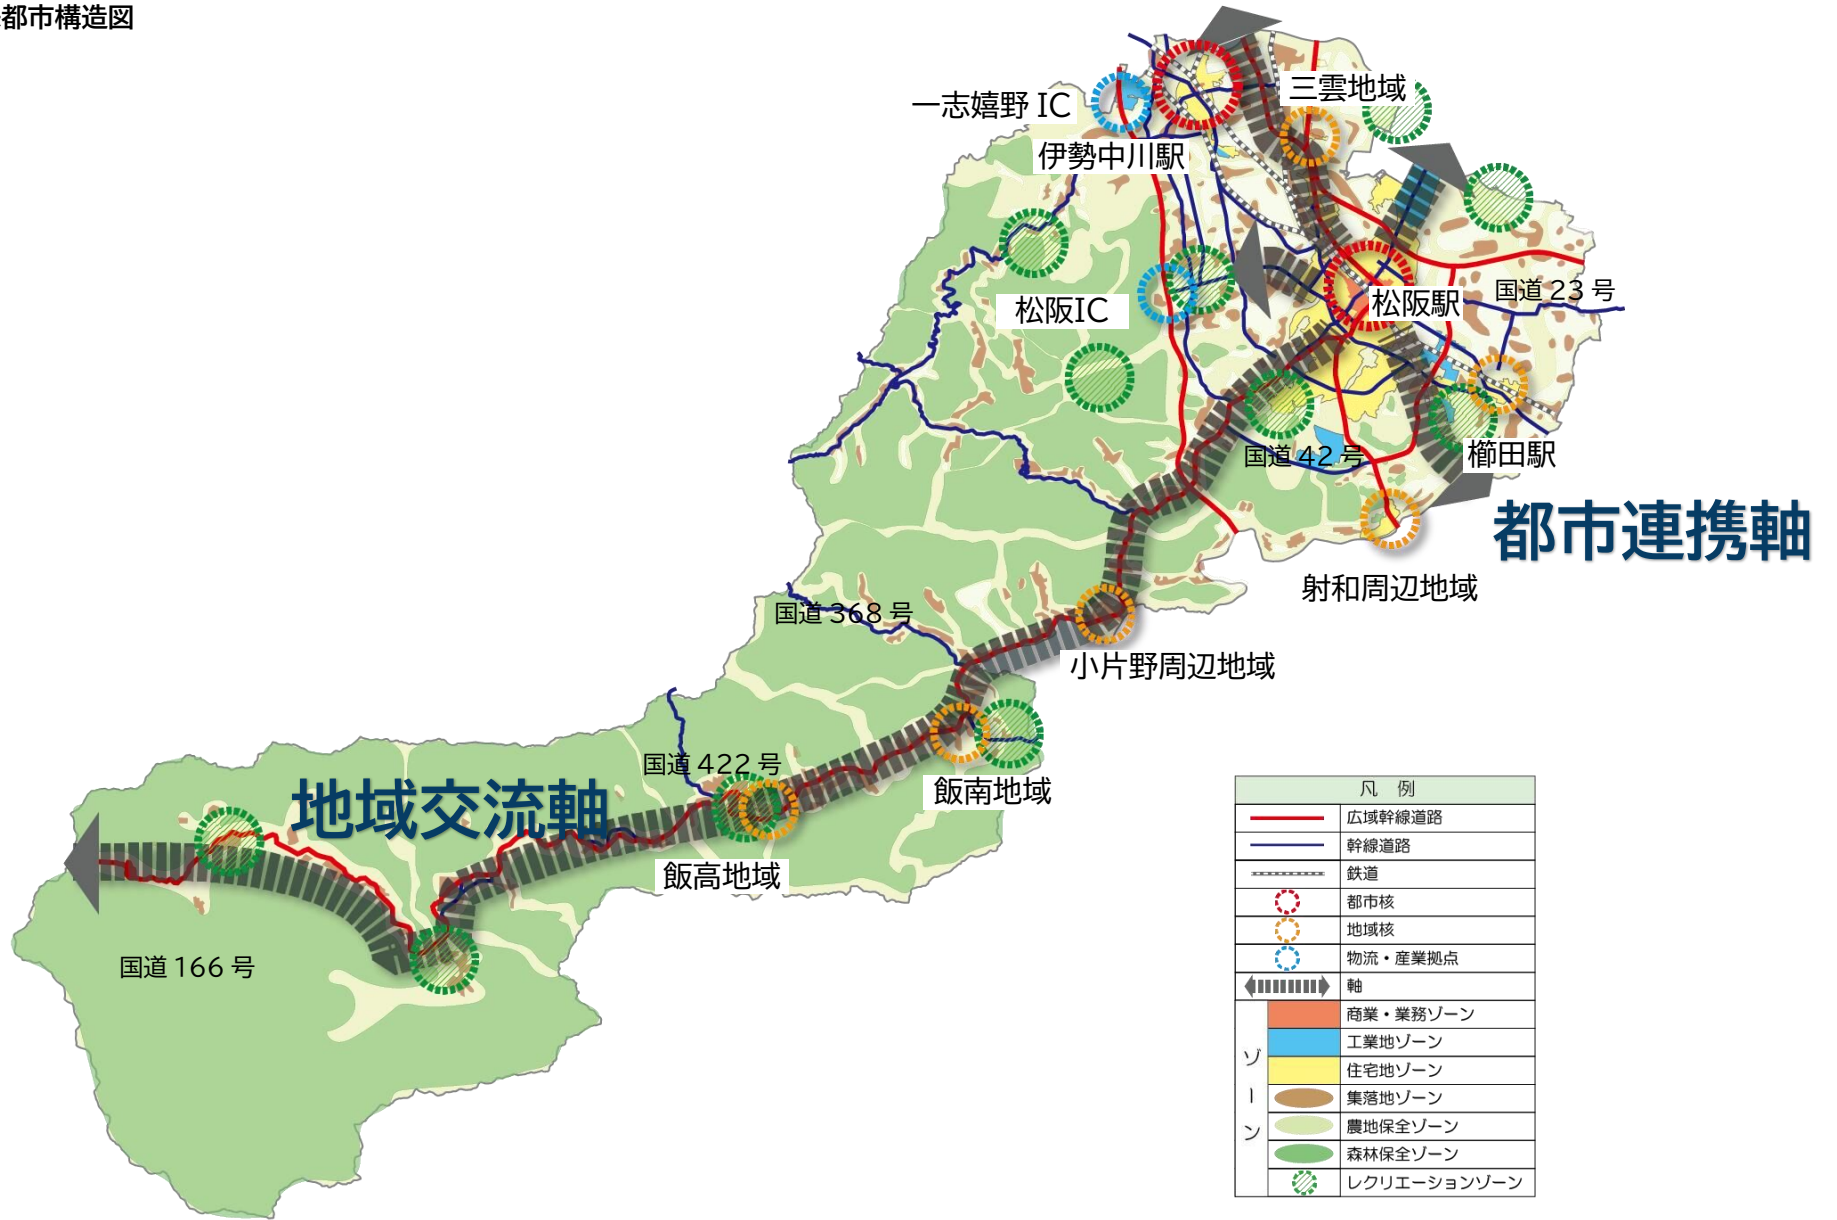 都市構造図
三雲地域
一志嬉野 IC
伊勢中川駅
松阪IC
松阪駅
国道 23 号
国道 42 号
櫛田駅
都市連携軸
射和周辺地域
国道 368 号
小片野周辺地域
国道 422 号
飯南地域
地域交流軸
飯高地域
国道 166 号
凡 例
広域幹線道路
幹線道路
鉄道
都市核
地域核
物流・産業拠点
軸
ゾーン
商業・業務ゾーン
工業地ゾーン
住宅地ゾーン
集落地ゾーン
農地保全ゾーン
森林保全ゾーン
レクリエーションゾーン